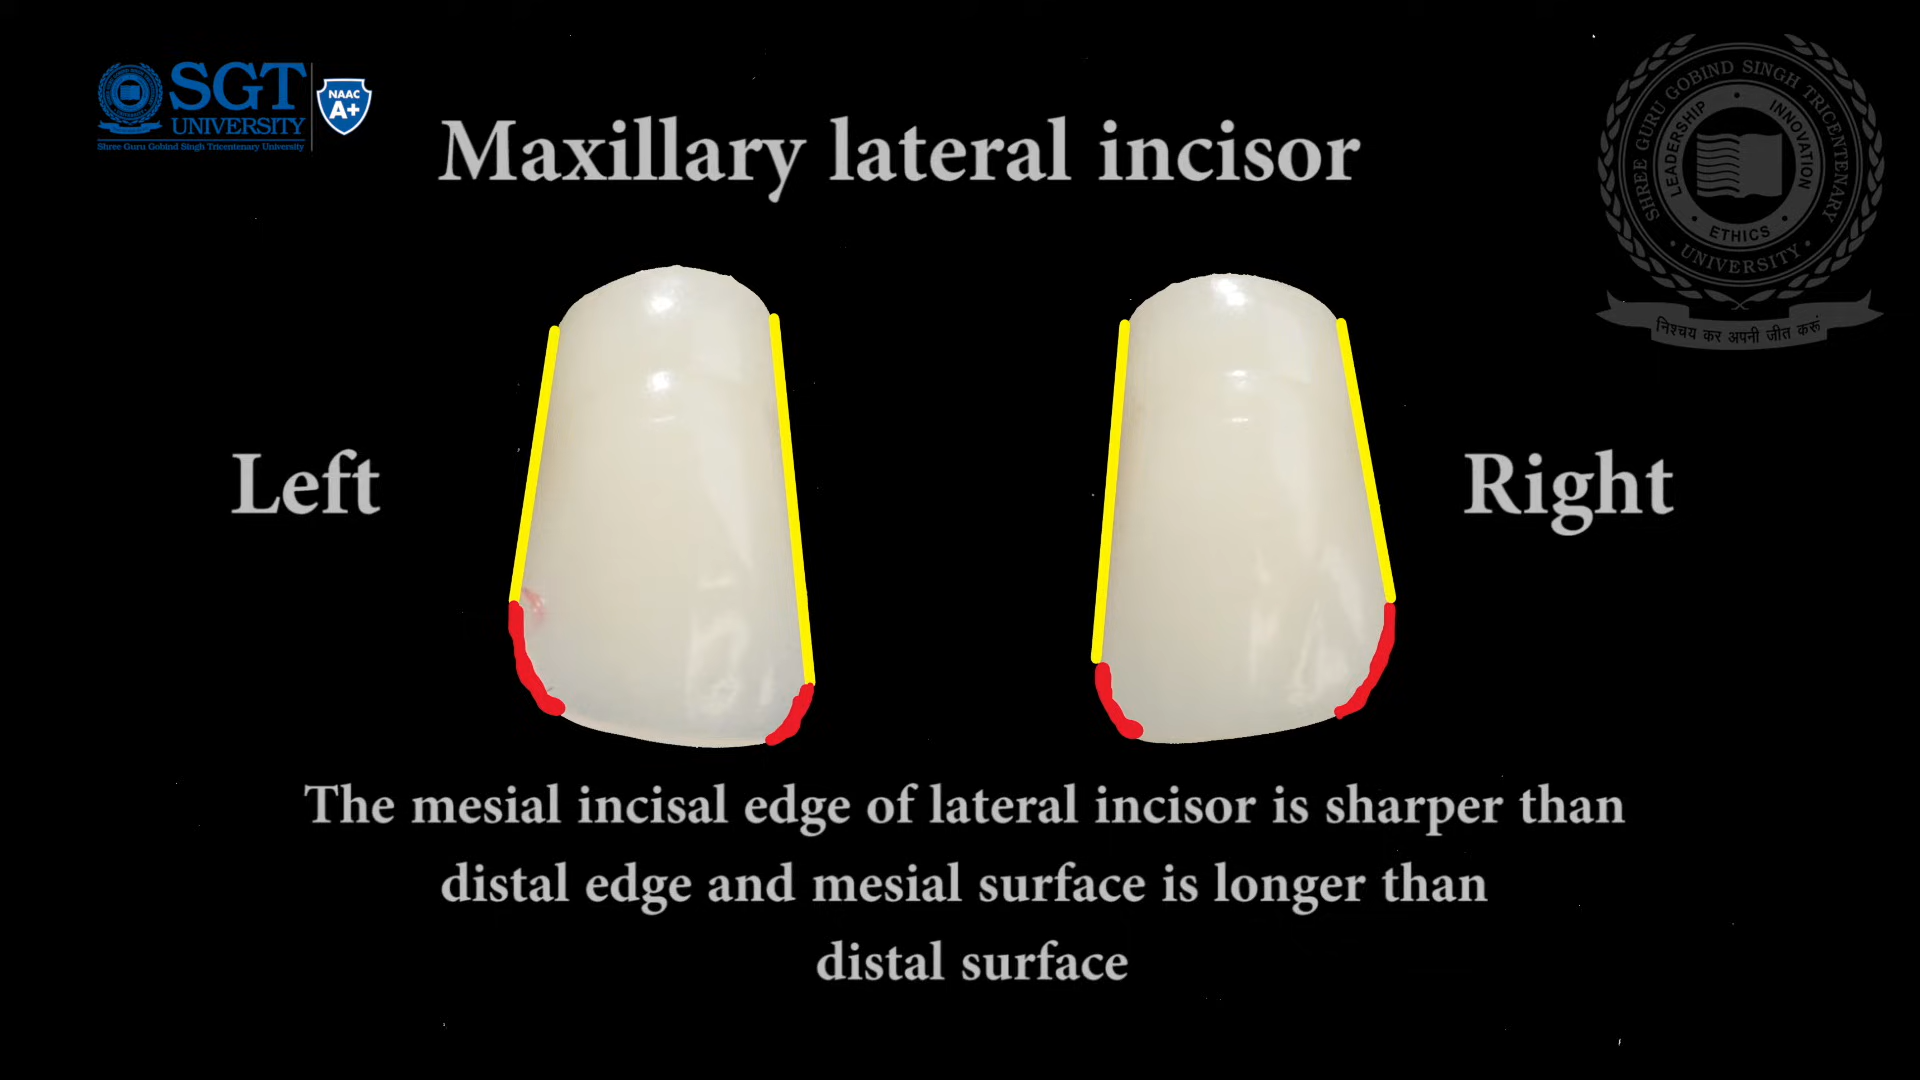 SGT
UNIVERSITY
Shree Guru Gobind Singh Tricentenary University
NAAC
A+
SHREE GURU GOBIND SINGH TRICENTENARY
UNIVERSITY
LEADERSHIP
INNOVATION
ETHICS
निश्चय कर अपनी जीत करूं
Maxillary lateral incisor
Left
Right
The mesial incisal edge of lateral incisor is sharper than
distal edge and mesial surface is longer than
distal surface